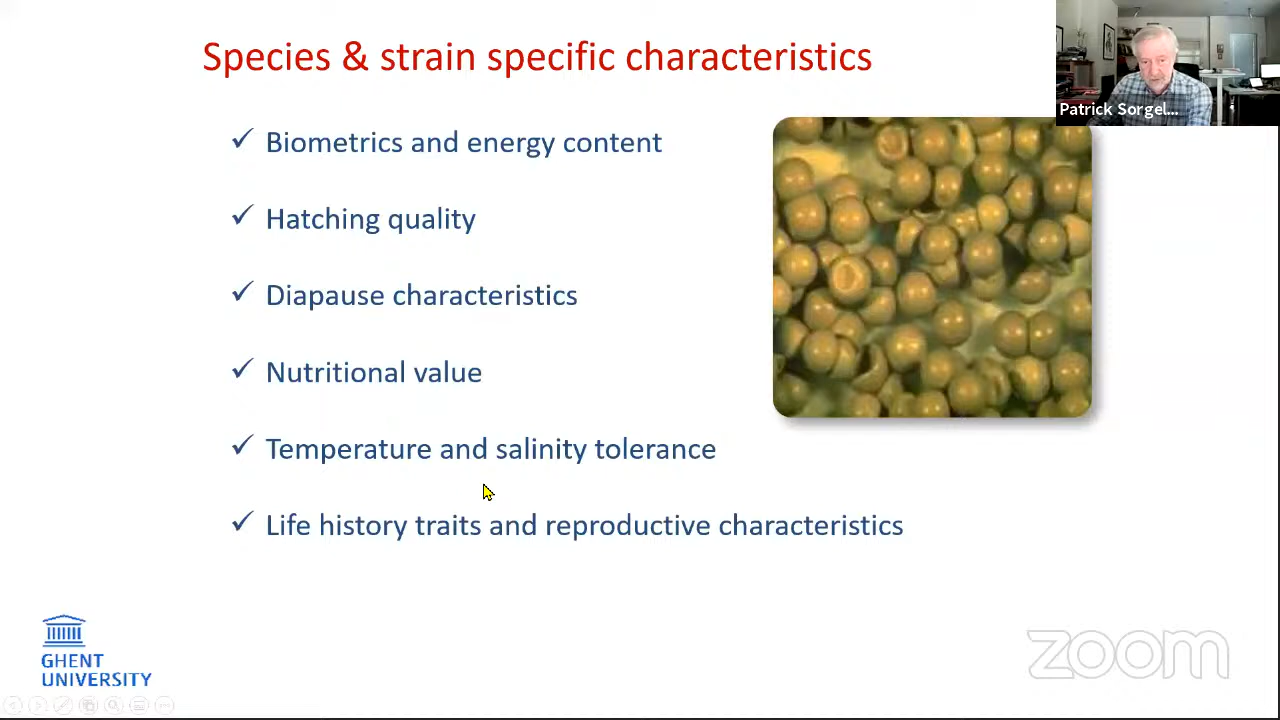 Species & strain specific characteristics
Patrick Sorgel...
✓ Biometrics and energy content
✓ Hatching quality
✓ Diapause characteristics
✓ Nutritional value
✓ Temperature and salinity tolerance
✓ Life history traits and reproductive characteristics
GHENT
UNIVERSITY
zoom